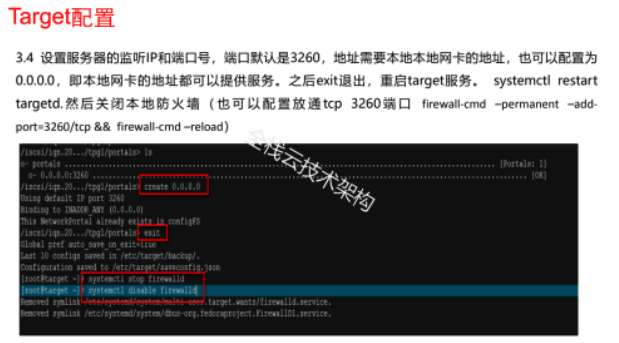 Target配置
3.4 设置服务器的监听IP和端口号，端口默认是3260，地址需要本地本地网卡的地址，也可以配置为
0.0.0.0，即本地网卡的地址都可以提供服务。之后exit退出，重启target服务。 systemctl restart
targetd.然后关闭本地防火墙（也可以配置放通tcp 3260端口 firewall-cmd –permanent –add-
port=3260/tcp && firewall-cmd –reload）
/iscsi/iqn.20.../tpg1/portals> ls
o- portals ........ [Portals: 1]
o- 0.0.0.0:3260 ........ [OK]
/iscsi/iqn.20.../tpg1/portals> create 0.0.0.0
Using default IP port 3260
Binding to INADDR_ANY (0.0.0.0)
This NetworkPortal already exists in configFS
/iscsi/iqn.20.../tpg1/portals> exit
Global pref auto_save_on_exit=true
Last 10 configs saved in /etc/target/backup/.
Configuration saved to /etc/target/saveconfig.json
[root@target ~]# systemctl stop firewalld
[root@target ~]# systemctl disable firewalld
Removed symlink /etc/systemd/system/multi-user.target.wants/firewalld.service.
Removed symlink /etc/systemd/system/dbus-org.fedoraproject.FirewallD1.service.
全栈云技术架构